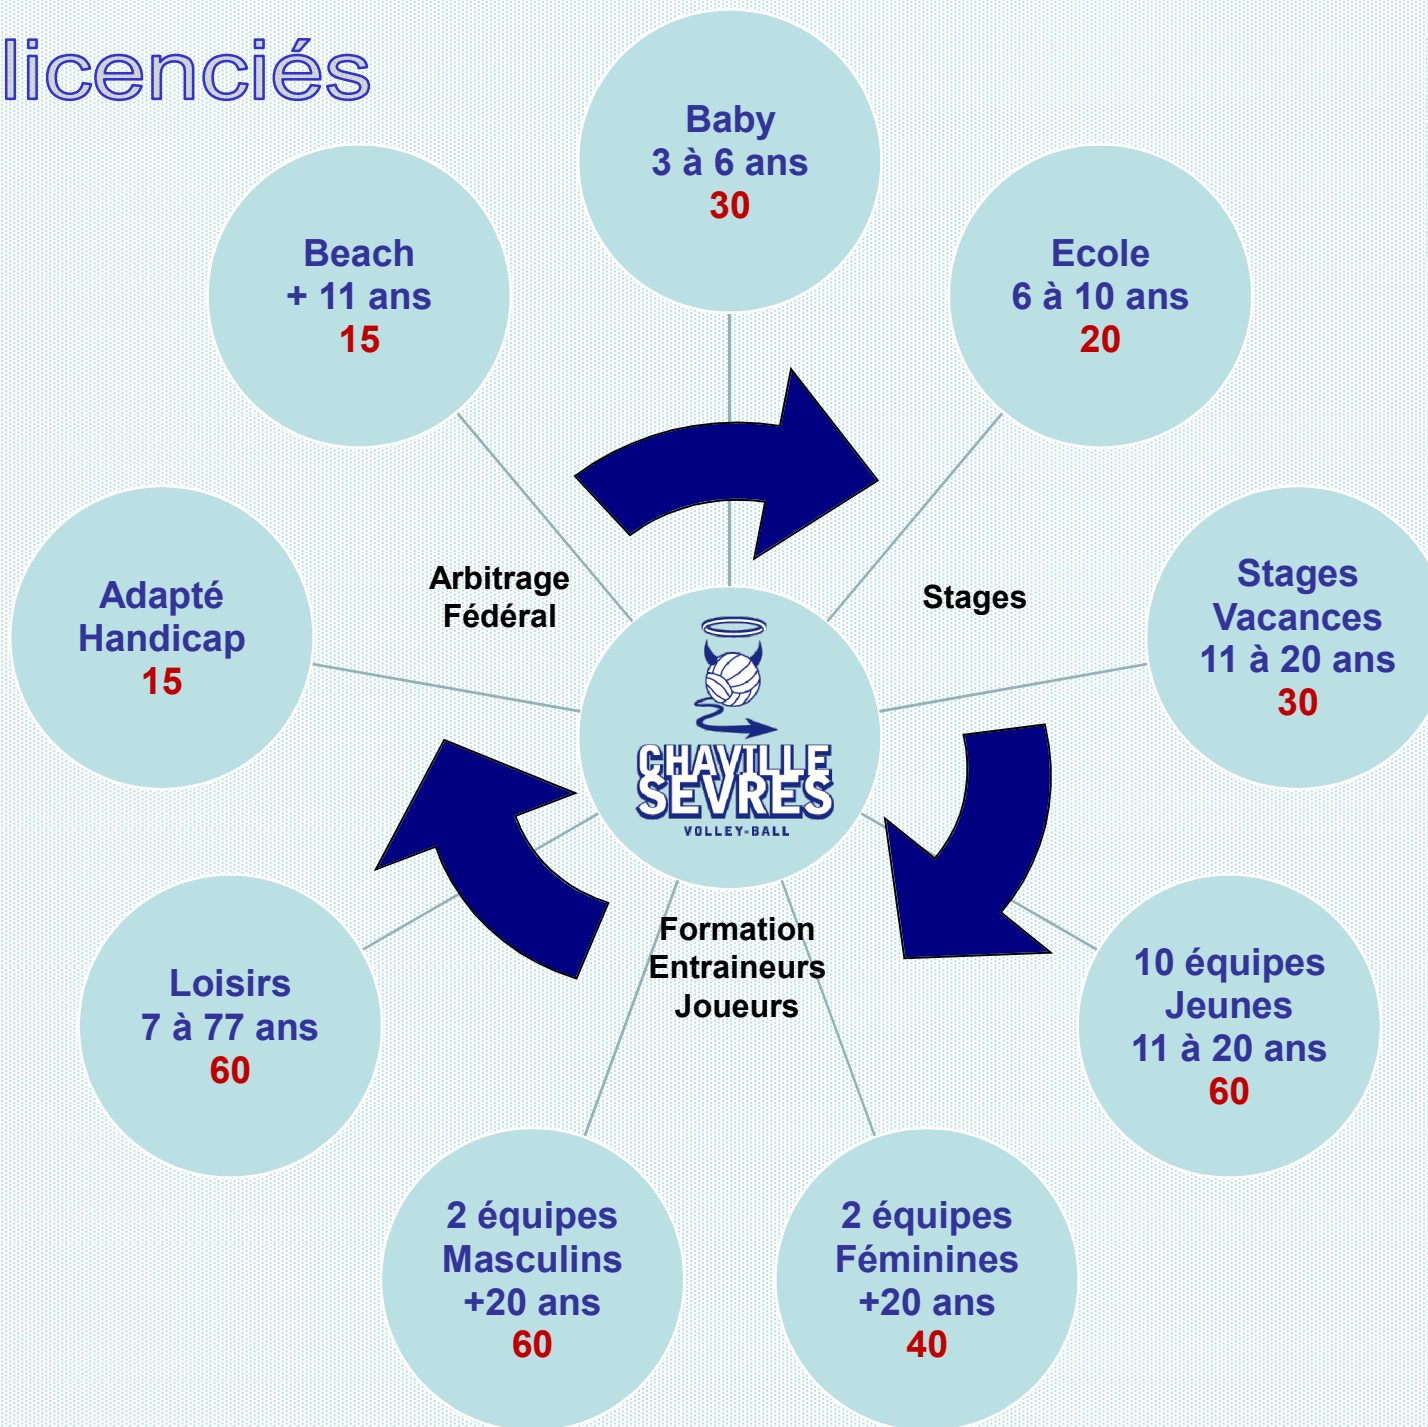 licenciés
Baby
3 à 6 ans
30
Ecole
6 à 10 ans
20
Stages
Vacances
11 à 20 ans
30
10 équipes
Jeunes
11 à 20 ans
60
2 équipes
Féminines
+20 ans
40
2 équipes
Masculins
+20 ans
60
Loisirs
7 à 77 ans
60
Adapté
Handicap
15
Beach
+ 11 ans
15
Arbitrage
Fédéral
Stages
Formation
Entraineurs
Joueurs
CHAVILLE
SEVRES
VOLLEY-BALL